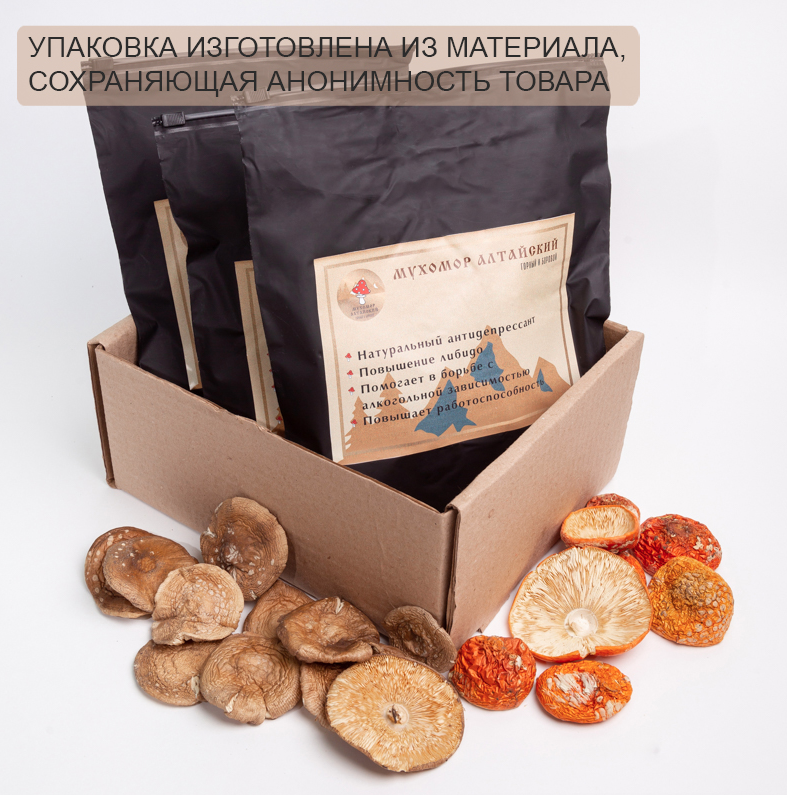 УПАКОВКА ИЗГОТОВЛЕНА ИЗ МАТЕРИАЛА,
СОХРАНЯЮЩАЯ АНОНИМНОСТЬ ТОВАРА
МУХОМОР АЛТАЙСКИЙ
Натуральный антидепрессант
Повышение либидо
Помогает в борьбе с
алкогольной зависимостью
Повышает работоспособность